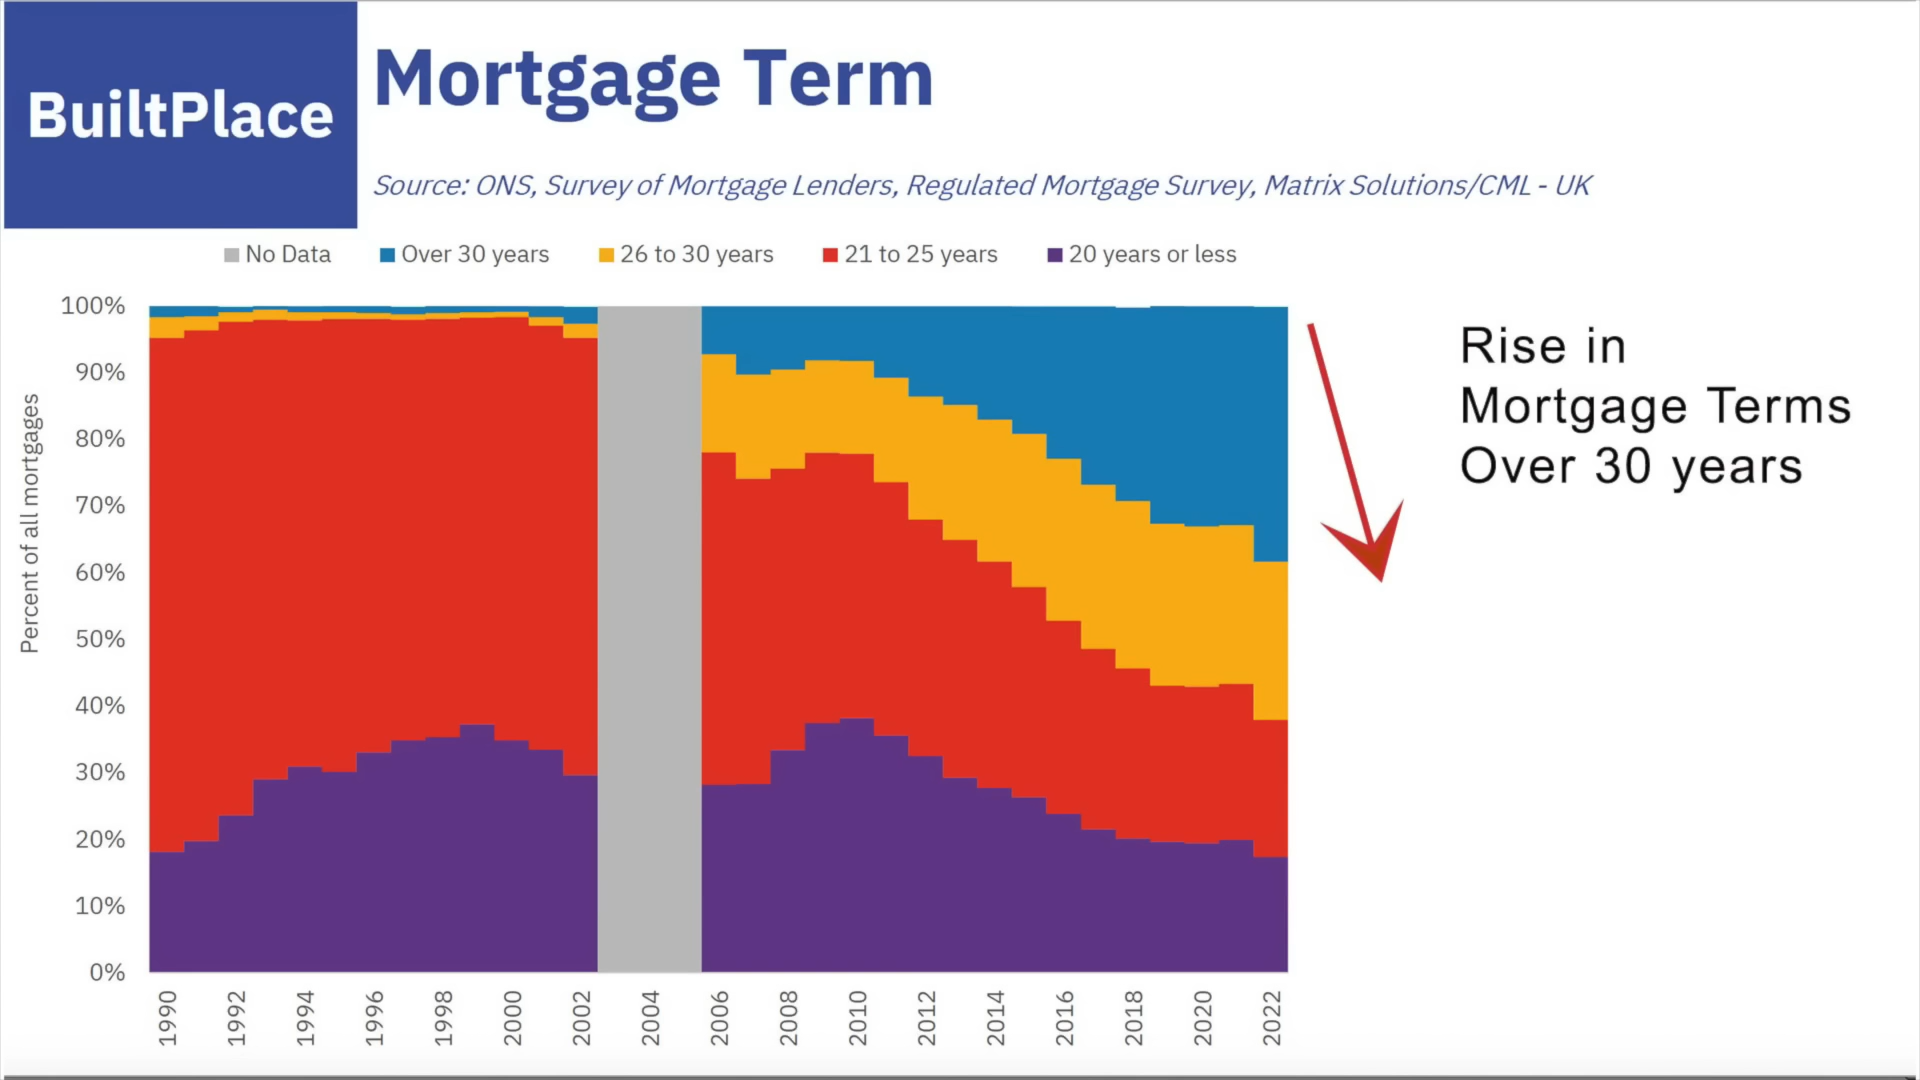 BuiltPlace
Mortgage Term
Source: ONS, Survey of Mortgage Lenders, Regulated Mortgage Survey, Matrix Solutions/CML - UK
No Data Over 30 years 26 to 30 years 21 to 25 years 20 years or less
Percent of all mortgages
100%
90%
80%
70%
60%
50%
40%
30%
20%
10%
0%
1990 1992 1994 1996 1998 2000 2002 2004 2006 2008 2010 2012 2014 2016 2018 2020 2022
Rise in
Mortgage Terms
Over 30 years